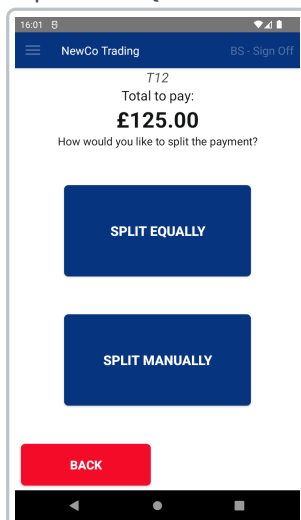 16:01
NewCo Trading
BS - Sign Off
T12
Total to pay:
£125.00
How would you like to split the payment?
SPLIT EQUALLY
SPLIT MANUALLY
BACK